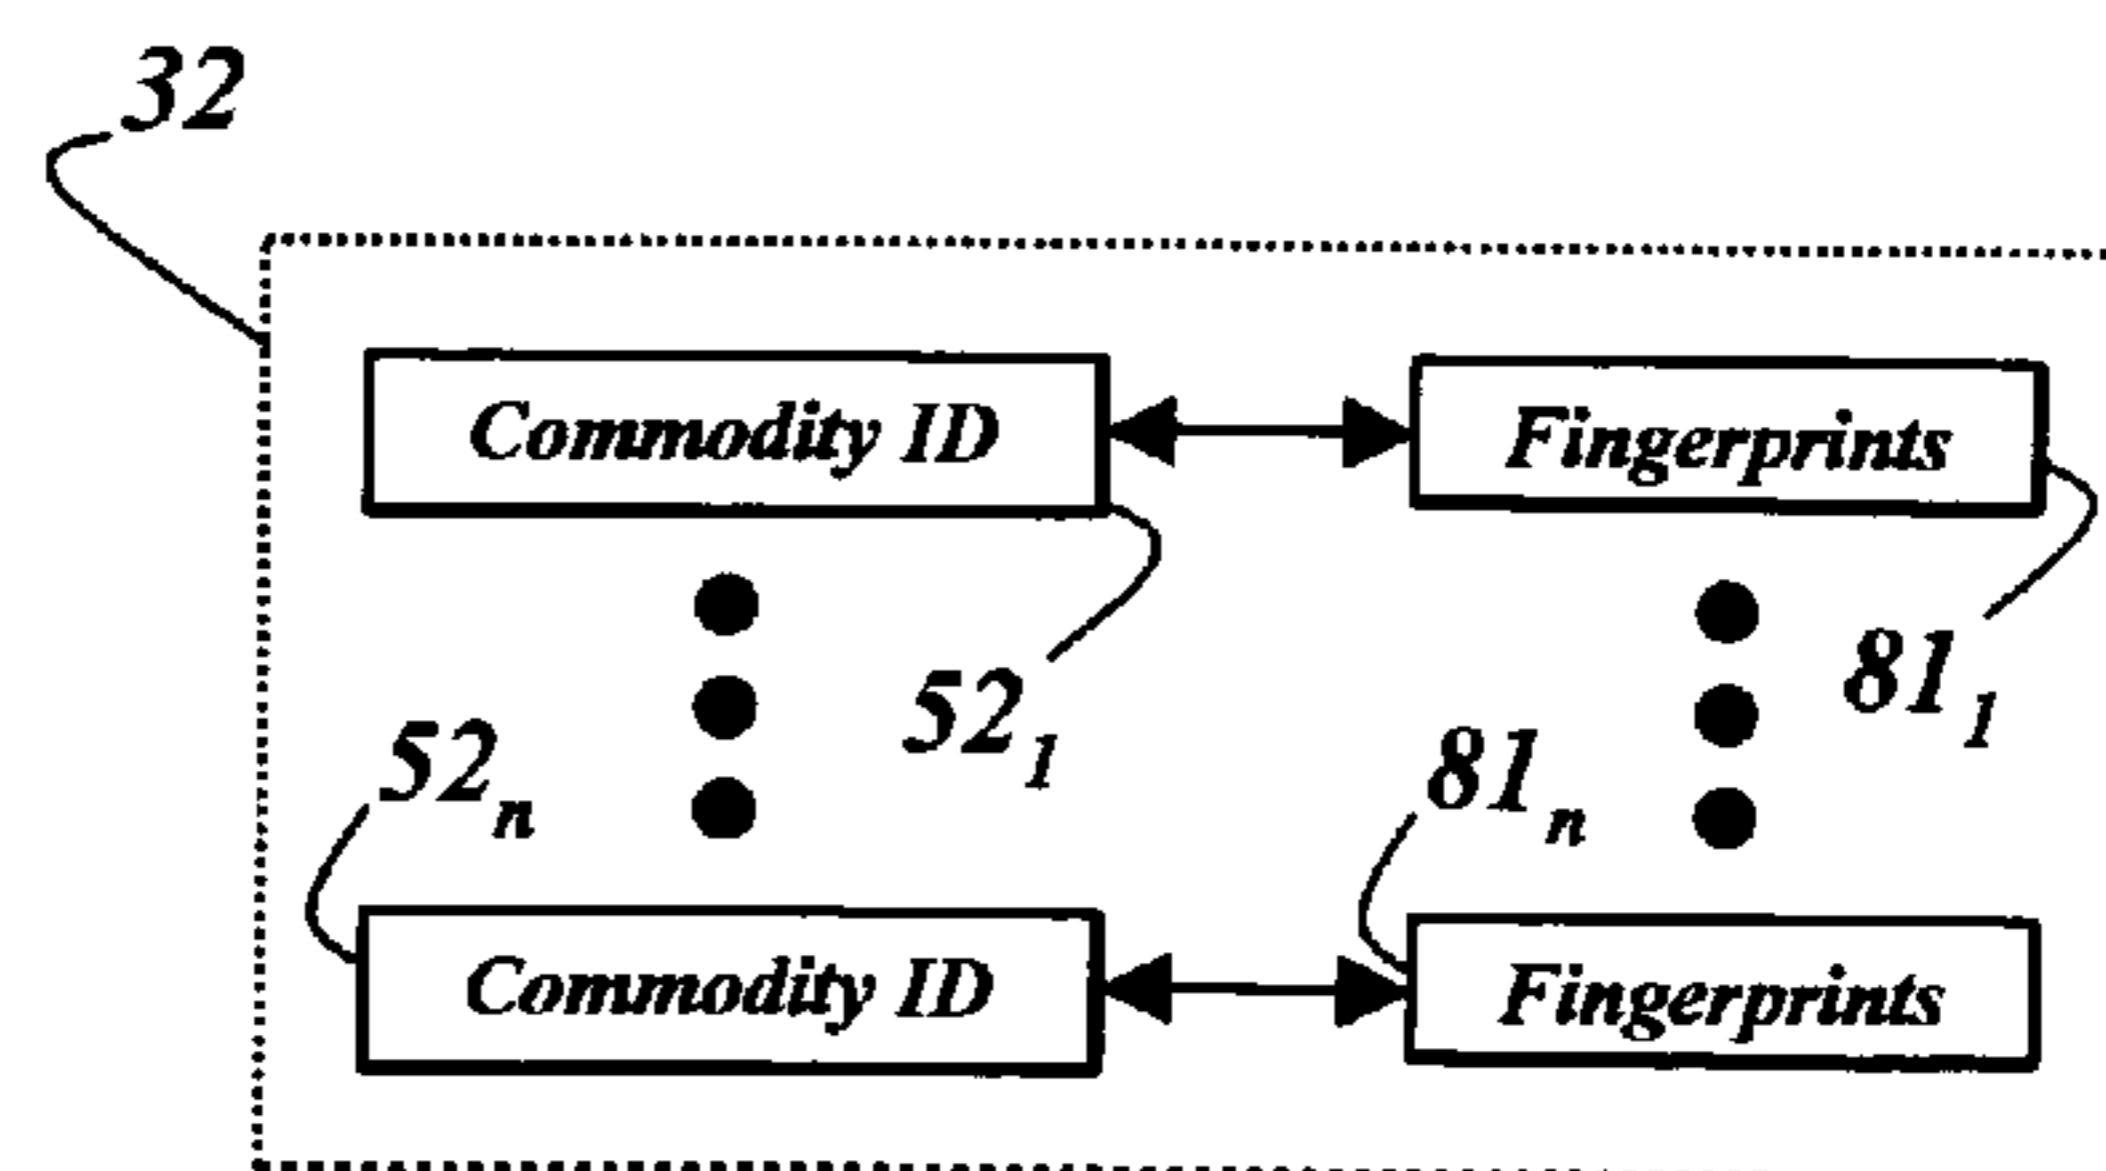 32
Commodity ID
Fingerprints
52₁
81₁
52ₙ
81ₙ
Commodity ID
Fingerprints